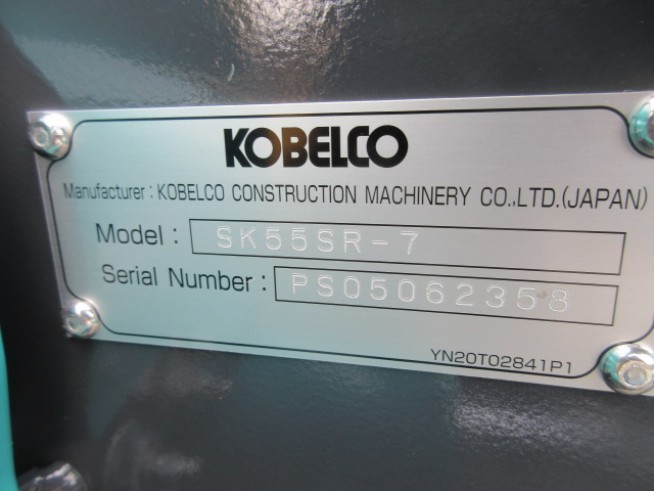 KOBELCO
Manufacturer : KOBELCO CONSTRUCTION MACHINERY CO.,LTD.(JAPAN)
Model : SK55SR-7
Serial Number : PS05062358
YN20T02841P1